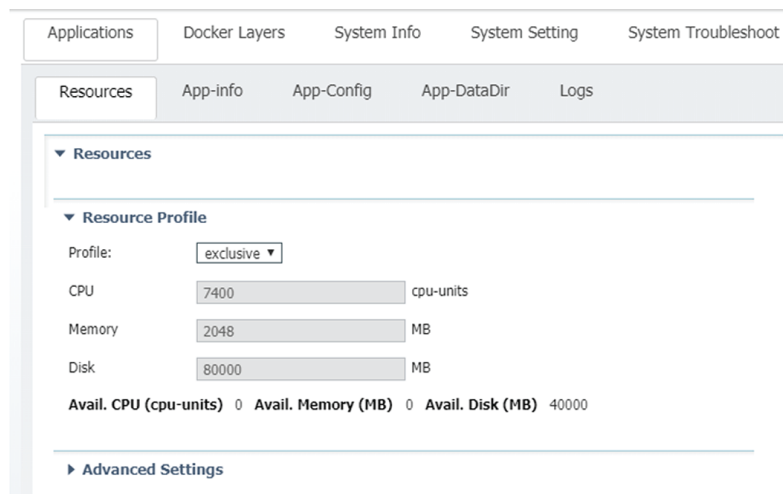 Applications Docker Layers System Info System Setting System Troubleshoot
Resources App-info App-Config App-DataDir Logs
Resources
Resource Profile
Profile: exclusive
CPU 7400 cpu-units
Memory 2048 MB
Disk 80000 MB
Avail. CPU (cpu-units) 0 Avail. Memory (MB) 0 Avail. Disk (MB) 40000
Advanced Settings